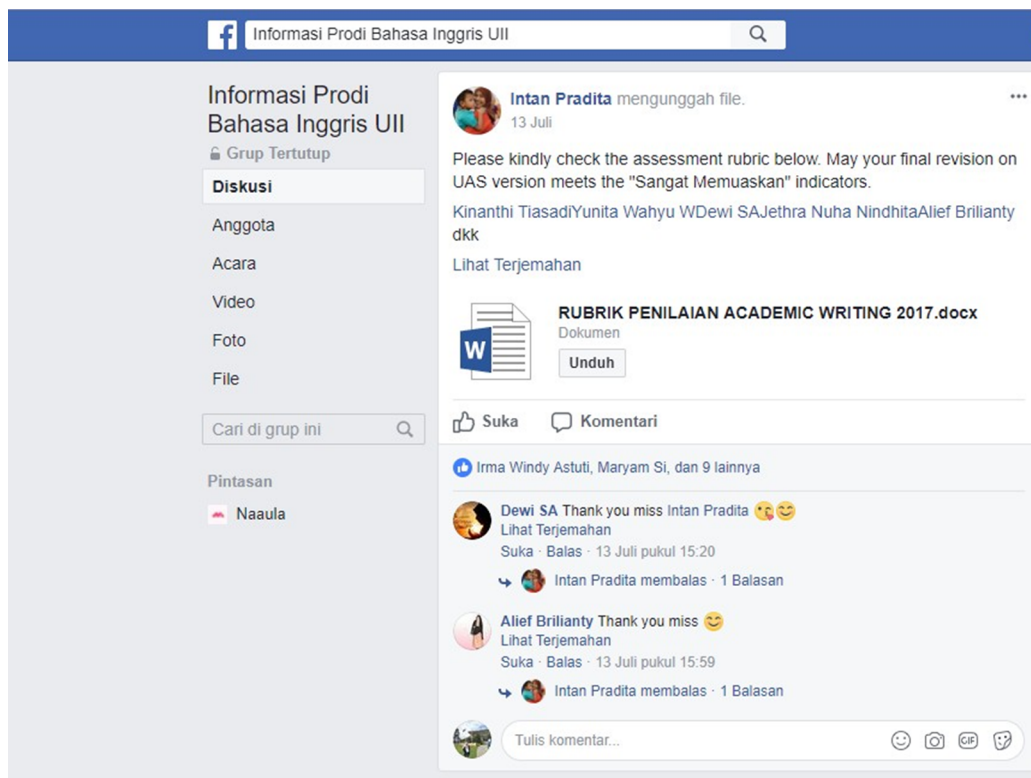 Informasi Prodi Bahasa Inggris UII
Informasi Prodi
Bahasa Inggris UII
Grup Tertutup
Diskusi
Anggota
Acara
Video
Foto
File
Cari di grup ini
Pintasan
Naaula
Intan Pradita mengunggah file.
13 Juli
Please kindly check the assessment rubric below. May your final revision on
UAS version meets the "Sangat Memuaskan" indicators.
Kinanthi TiasadiYunita Wahyu WDewi SAJethra Nuha NindhitaAlief Brilianty
dkk
Lihat Terjemahan
W
RUBRIK PENILAIAN ACADEMIC WRITING 2017.docx
Dokumen
Unduh
Suka
Komentari
Irma Windy Astuti, Maryam Si, dan 9 lainnya
Dewi SA Thank you miss Intan Pradita
Lihat Terjemahan
Suka · Balas · 13 Juli pukul 15:20
Intan Pradita membalas · 1 Balasan
Alief Brilianty Thank you miss
Lihat Terjemahan
Suka · Balas · 13 Juli pukul 15:59
Intan Pradita membalas · 1 Balasan
Tulis komentar...
GIF